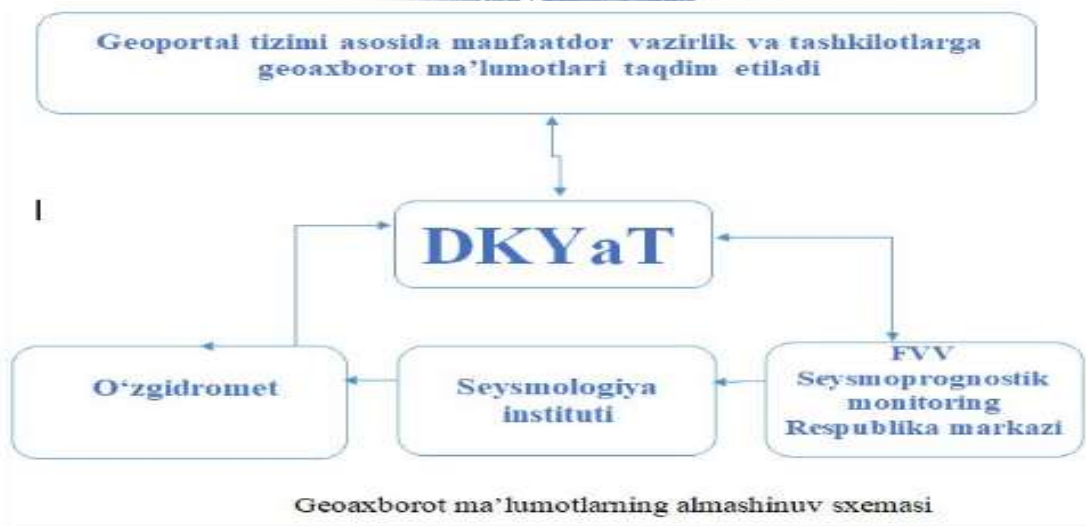 Geoportal tizimi asosida manfaatdor vazirlik va tashkilotlarga
geoaxborot ma’lumotlari taqdim etiladi
DKYaT
O‘zgidromet
Seysmologiya
instituti
FVV
Seysmoprognostik
monitoring
Respublika markazi
Geoaxborot ma’lumotlarning almashinuv sxemasi